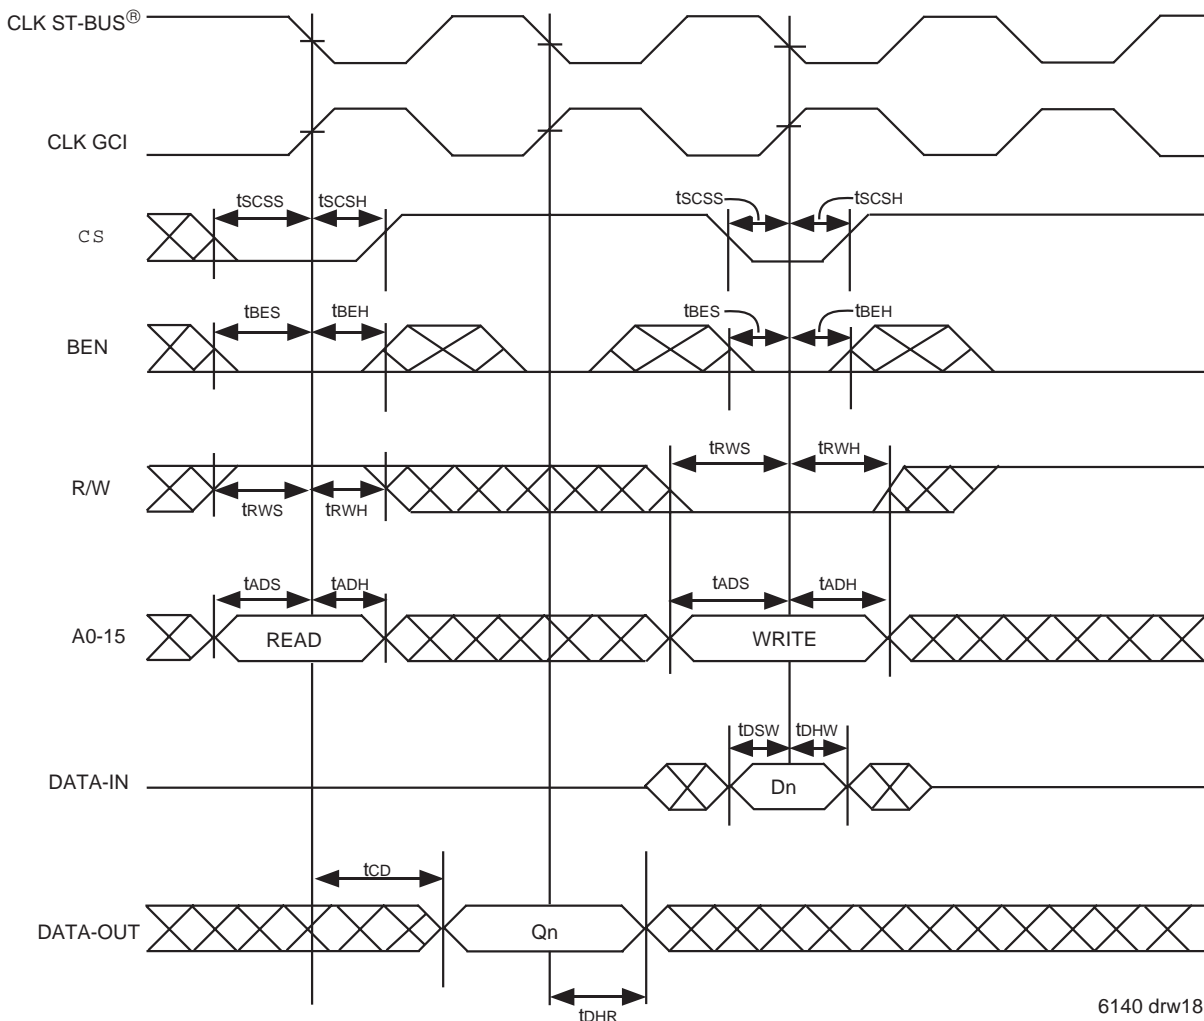 CLK ST-BUS®
CLK GCI
tSCSS tSCSH tSCSS tSCSH
CS
tBES tBEH tBES tBEH
BEN
tRWS tRWH
R/W
tRWS tRWH
tADS tADH tADS tADH
A0-15 READ WRITE
tDSW tDHW
DATA-IN Dn
tCD
DATA-OUT Qn
tDHR
6140 drw18